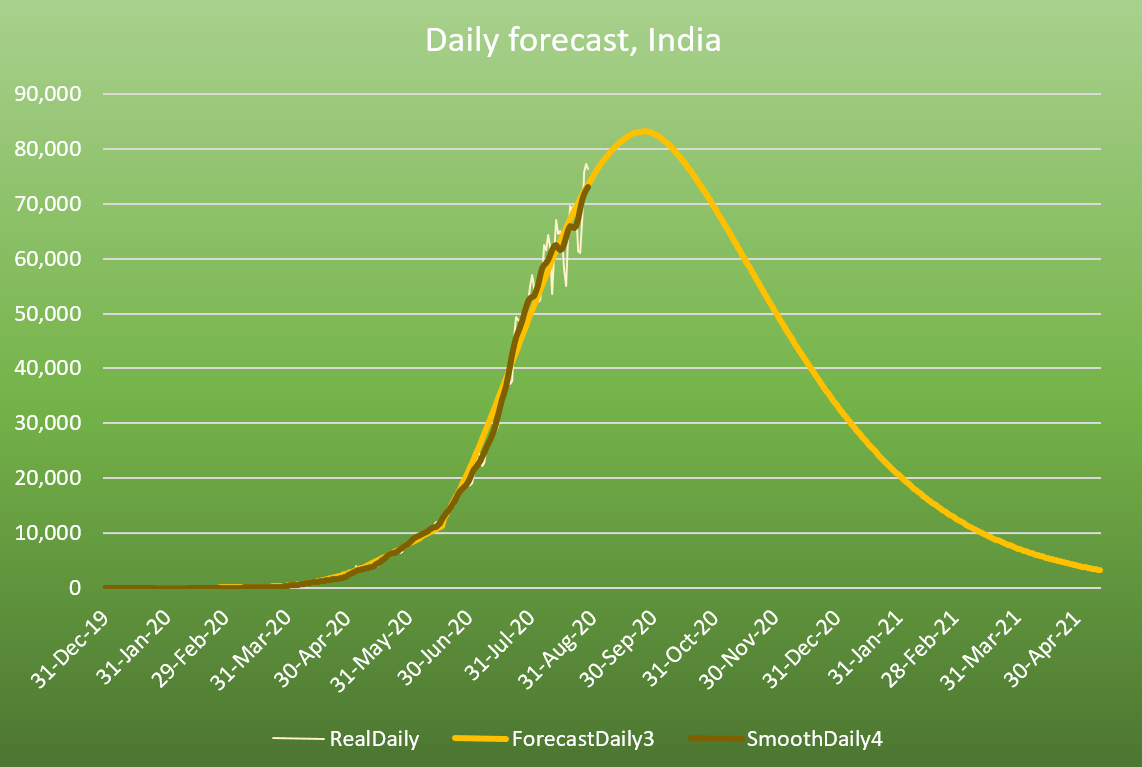 Daily forecast, India
90,000
80,000
70,000
60,000
50,000
40,000
30,000
20,000
10,000
0
31-Dec-19
31-Jan-20
29-Feb-20
31-Mar-20
30-Apr-20
31-May-20
30-Jun-20
31-Jul-20
31-Aug-20
30-Sep-20
31-Oct-20
30-Nov-20
31-Dec-20
31-Jan-21
28-Feb-21
31-Mar-21
30-Apr-21
RealDaily ForecastDaily3 SmoothDaily4